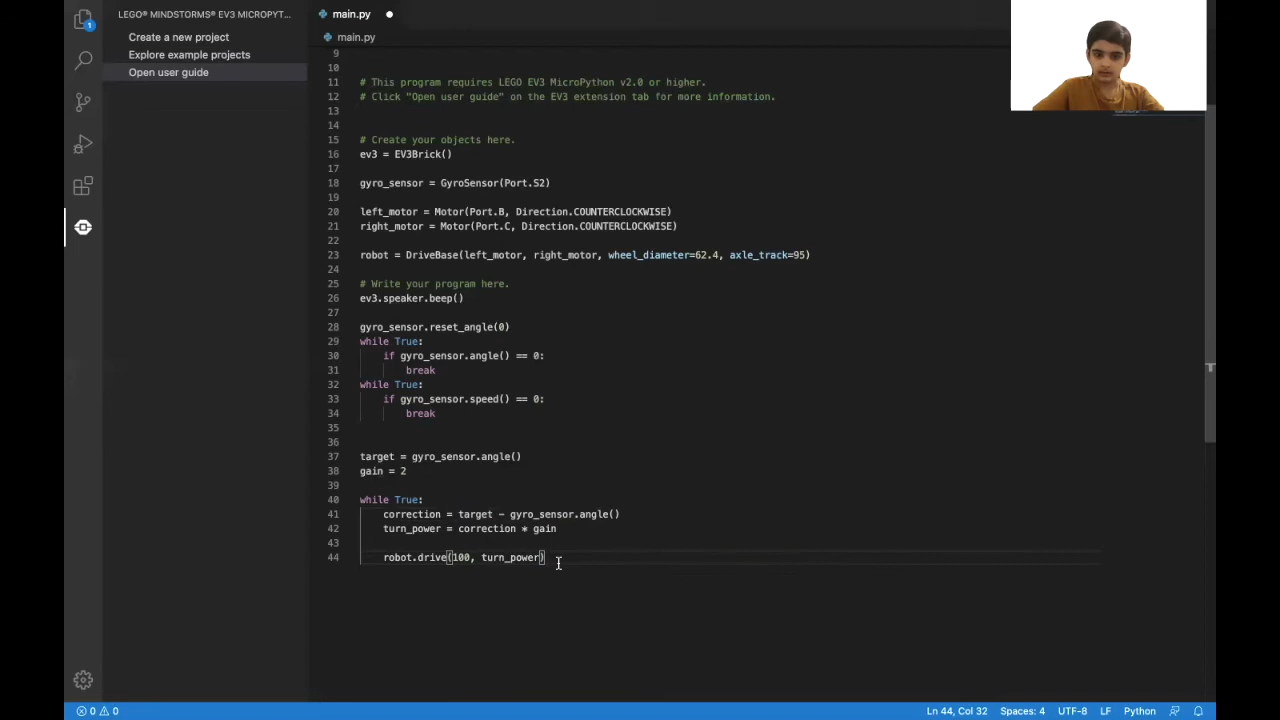 LEGO® MINDSTORMS® EV3 MICROPYT...
Create a new project
Explore example projects
Open user guide
1
main.py
main.py
9
10
11 # This program requires LEGO EV3 MicroPython v2.0 or higher.
12 # Click "Open user guide" on the EV3 extension tab for more information.
13
14
15 # Create your objects here.
16 ev3 = EV3Brick()
17
18 gyro_sensor = GyroSensor(Port.S2)
19
20 left_motor = Motor(Port.B, Direction.COUNTERCLOCKWISE)
21 right_motor = Motor(Port.C, Direction.COUNTERCLOCKWISE)
22
23 robot = DriveBase(left_motor, right_motor, wheel_diameter=62.4, axle_track=95)
24
25 # Write your program here.
26 ev3.speaker.beep()
27
28 gyro_sensor.reset_angle(0)
29 while True:
30 if gyro_sensor.angle() == 0:
31 break
32 while True:
33 if gyro_sensor.speed() == 0:
34 break
35
36
37 target = gyro_sensor.angle()
38 gain = 2
39
40 while True:
41 correction = target - gyro_sensor.angle()
42 turn_power = correction * gain
43
44 robot.drive(100, turn_power)
0 0
Ln 44, Col 32 Spaces: 4 UTF-8 LF Python